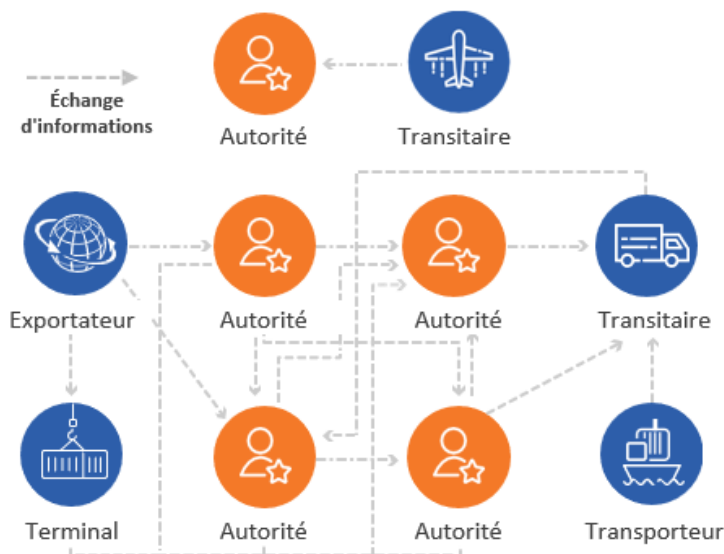 Échange
d'informations
Autorité
Transitaire
Exportateur
Autorité
Autorité
Transitaire
Terminal
Autorité
Autorité
Transporteur